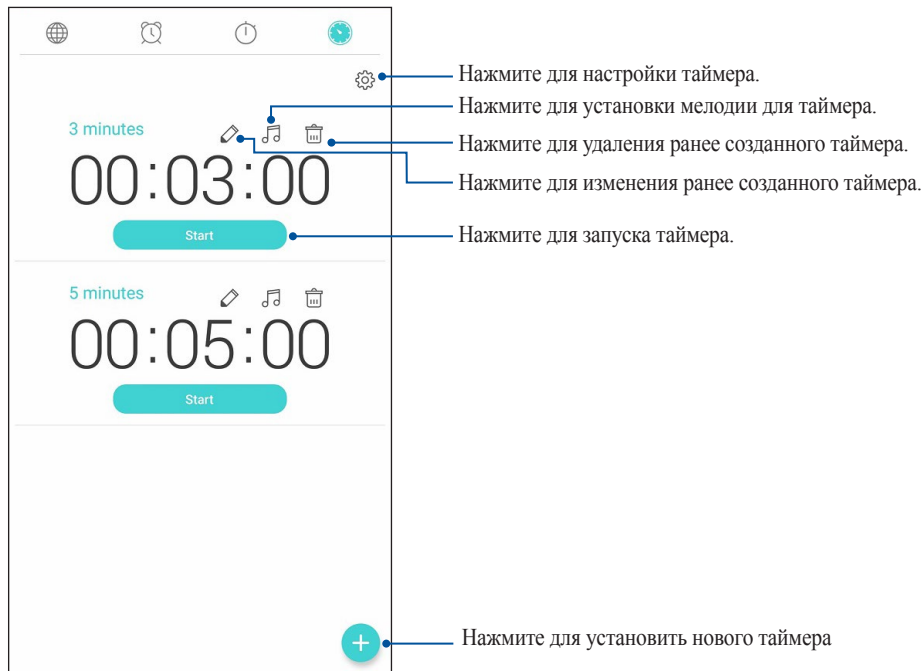 Нажмите для настройки таймера.
Нажмите для установки мелодии для таймера.
3 minutes
Нажмите для удаления ранее созданного таймера.
00:03:00
Нажмите для изменения ранее созданного таймера.
Start
Нажмите для запуска таймера.
5 minutes
00:05:00
Start
Нажмите для установить нового таймера